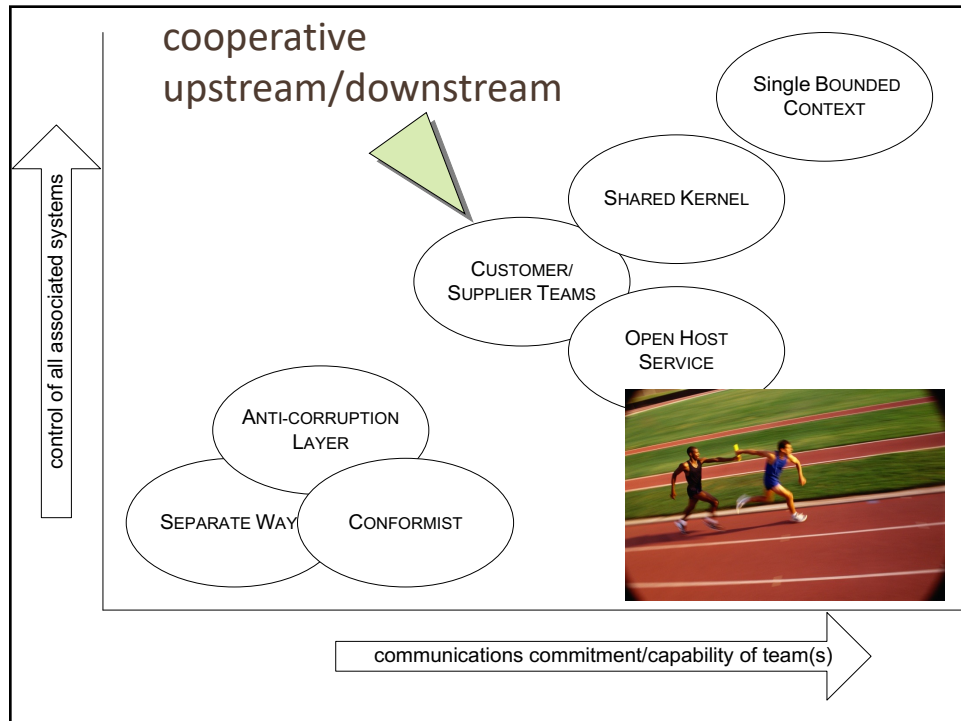 cooperative
upstream/downstream
Single BOUNDED
CONTEXT
SHARED KERNEL
CUSTOMER/
SUPPLIER TEAMS
OPEN HOST
SERVICE
ANTI-CORRUPTION
LAYER
SEPARATE WAY
CONFORMIST
control of all associated systems
communications commitment/capability of team(s)